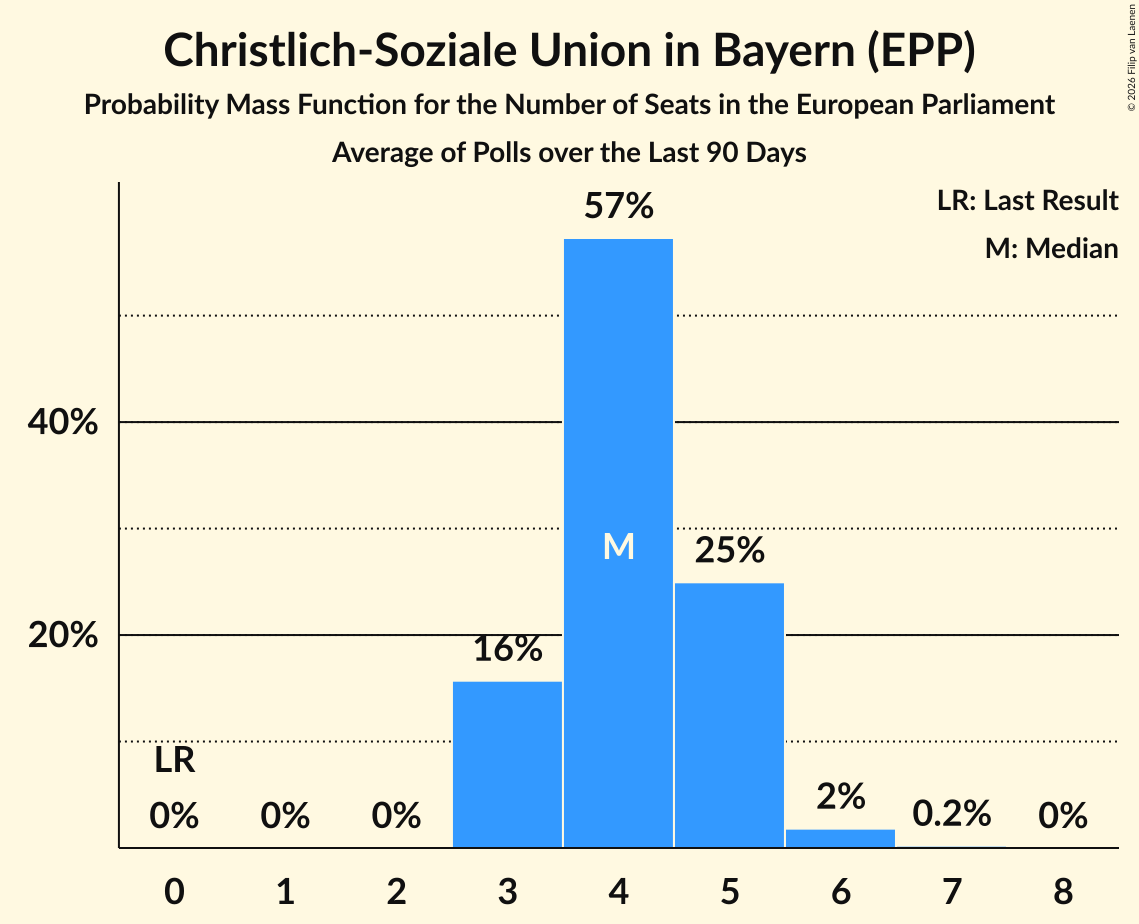 Christlich-Soziale Union in Bayern (EPP)
Probability Mass Function for the Number of Seats in the European Parliament
Average of Polls over the Last 90 Days
© 2026 Filip van Laenen
LR: Last Result
M: Median
57%
40%
M
25%
20%
16%
LR
0%
0%
0%
2%
0.2%
0%
0 1 2 3 4 5 6 7 8